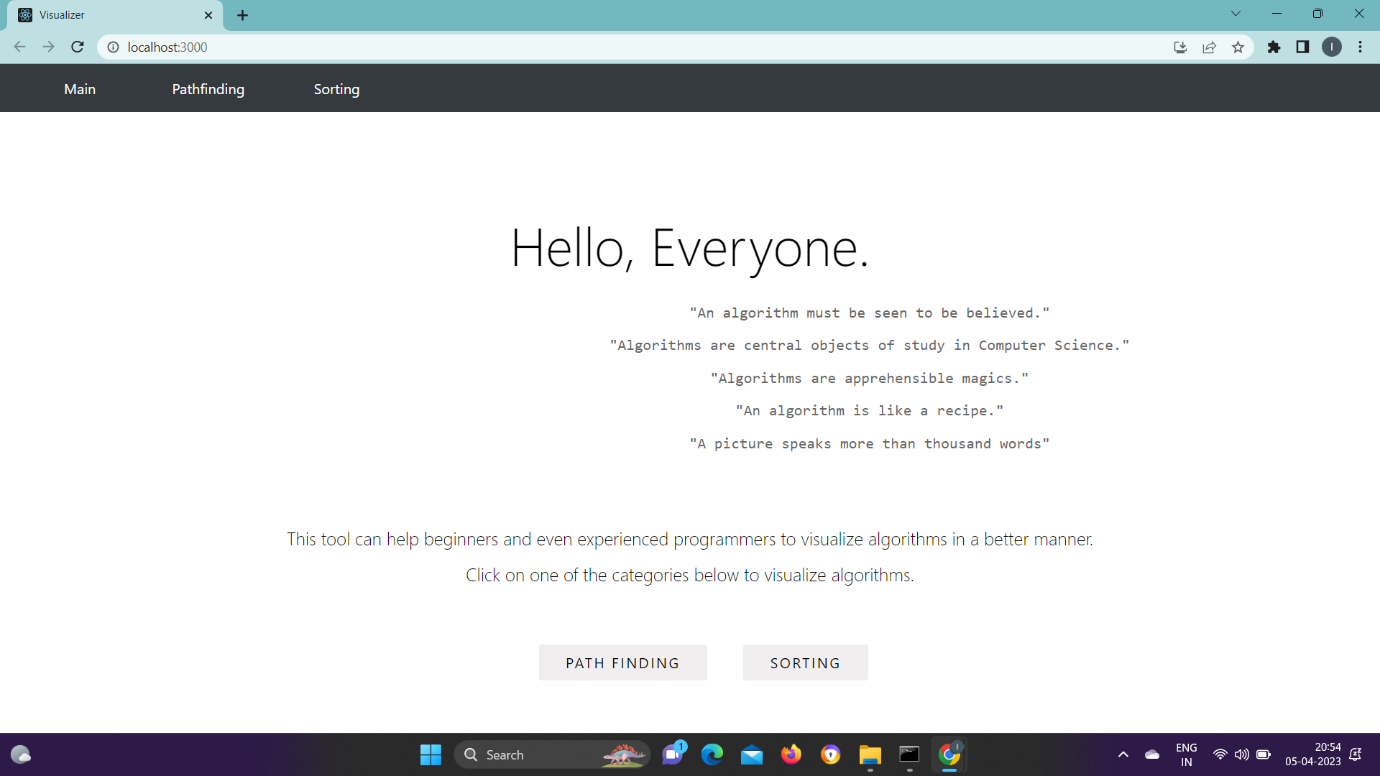 Visualizer
localhost:3000
I
Main Pathfinding Sorting
Hello, Everyone.
"An algorithm must be seen to be believed."
"Algorithms are central objects of study in Computer Science."
"Algorithms are apprehensible magics."
"An algorithm is like a recipe."
"A picture speaks more than thousand words"
This tool can help beginners and even experienced programmers to visualize algorithms in a better manner.
Click on one of the categories below to visualize algorithms.
PATH FINDING SORTING
Search
1
ENG
IN
20:54
05-04-2023